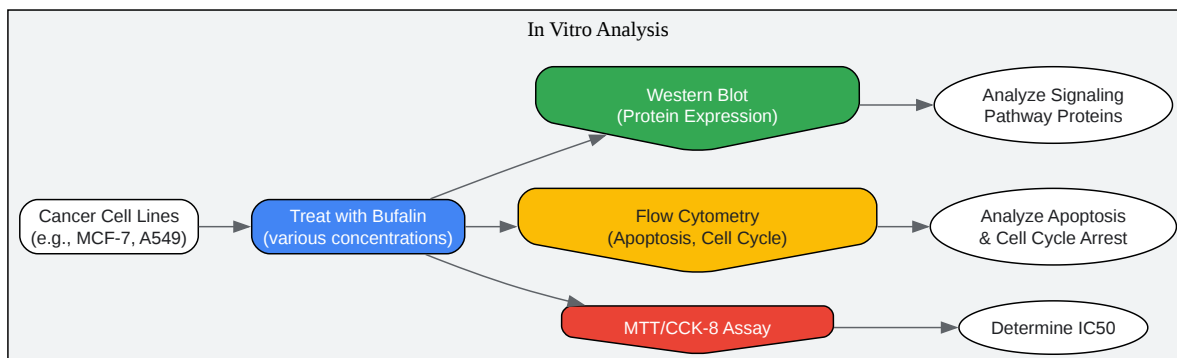 In Vitro Analysis
Western Blot
(Protein Expression)
Analyze Signaling
Pathway Proteins
Cancer Cell Lines
(e.g., MCF-7, A549)
Treat with Bufalin
(various concentrations)
Flow Cytometry
(Apoptosis, Cell Cycle)
Analyze Apoptosis
& Cell Cycle Arrest
MTT/CCK-8 Assay
Determine IC50